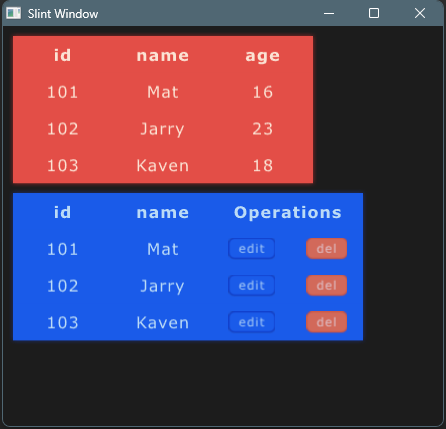 Slint Window
id name age
101 Mat 16
102 Jarry 23
103 Kaven 18
id name Operations
101 Mat edit del
102 Jarry edit del
103 Kaven edit del